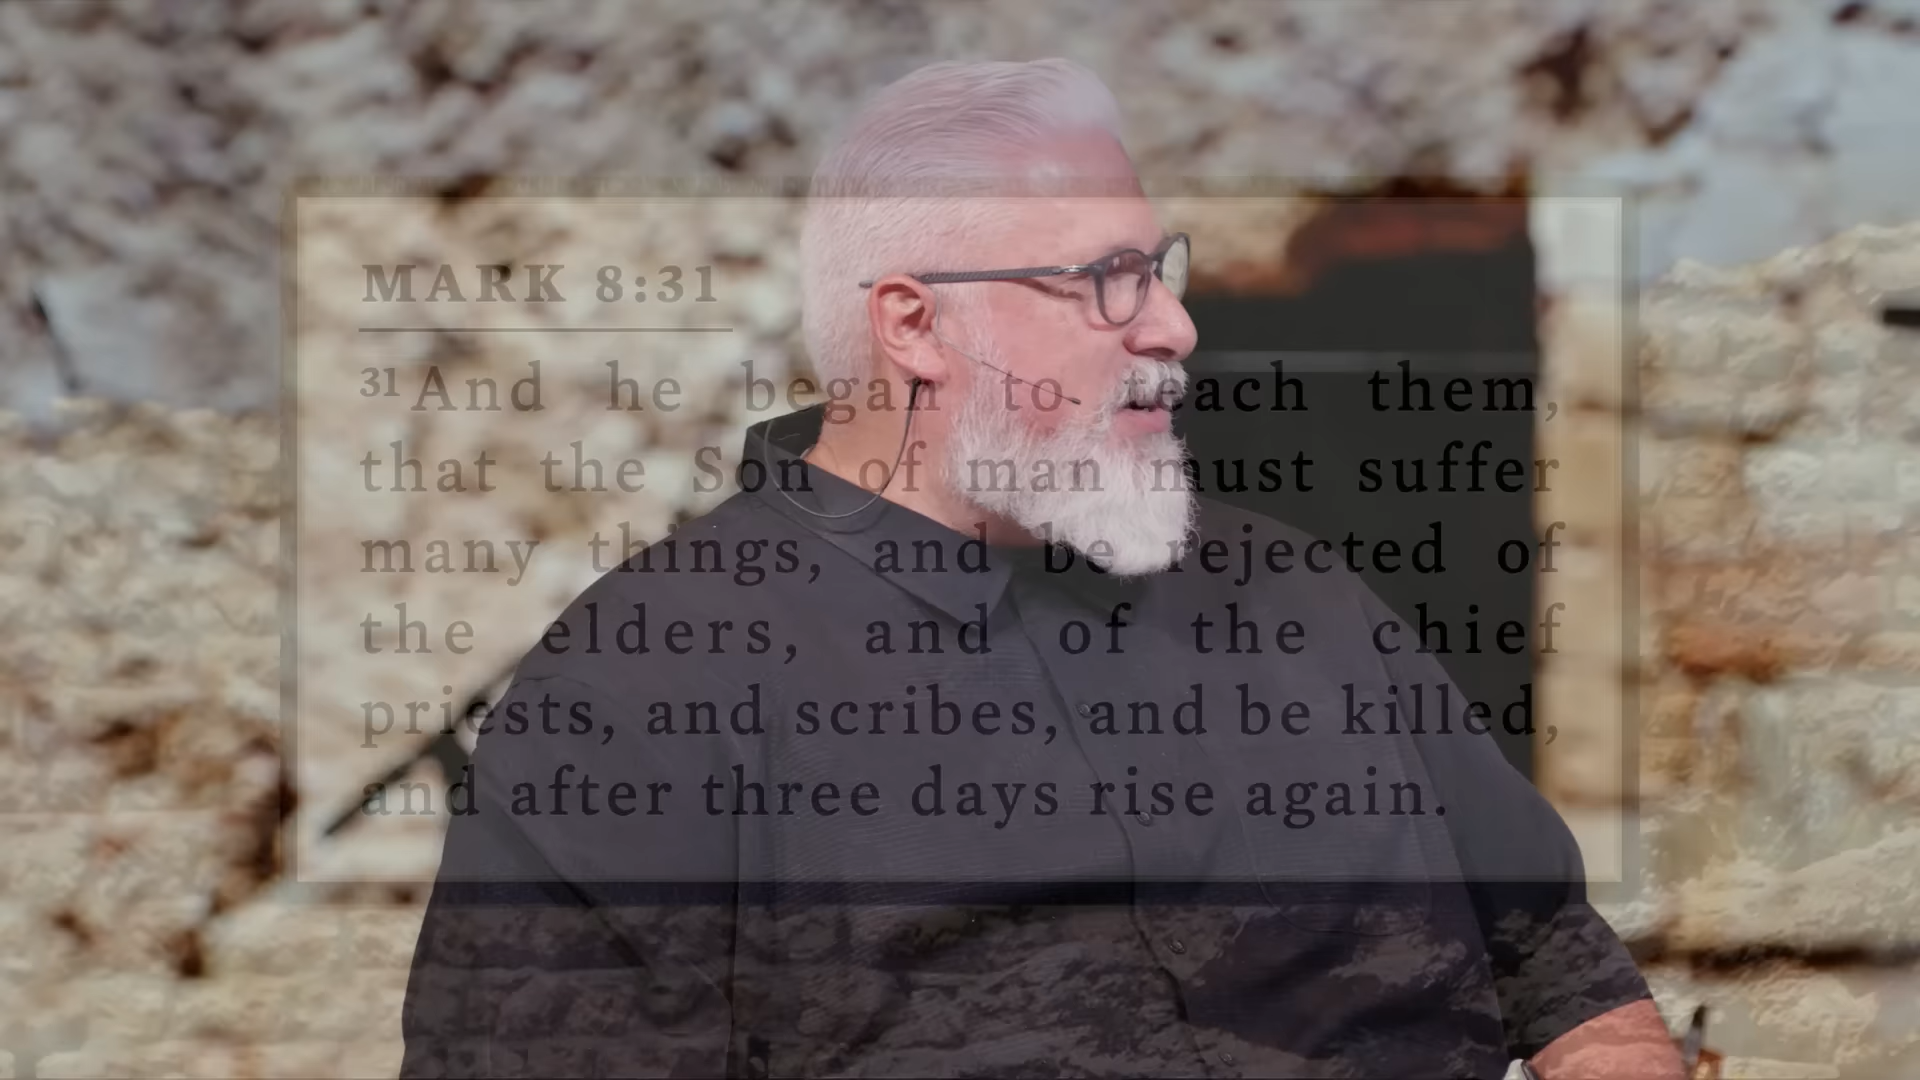 MARK 8:31
31 And he began to teach them,
that the Son of man must suffer
many things, and be rejected of
the elders, and of the chief
priests, and scribes, and be killed,
and after three days rise again.